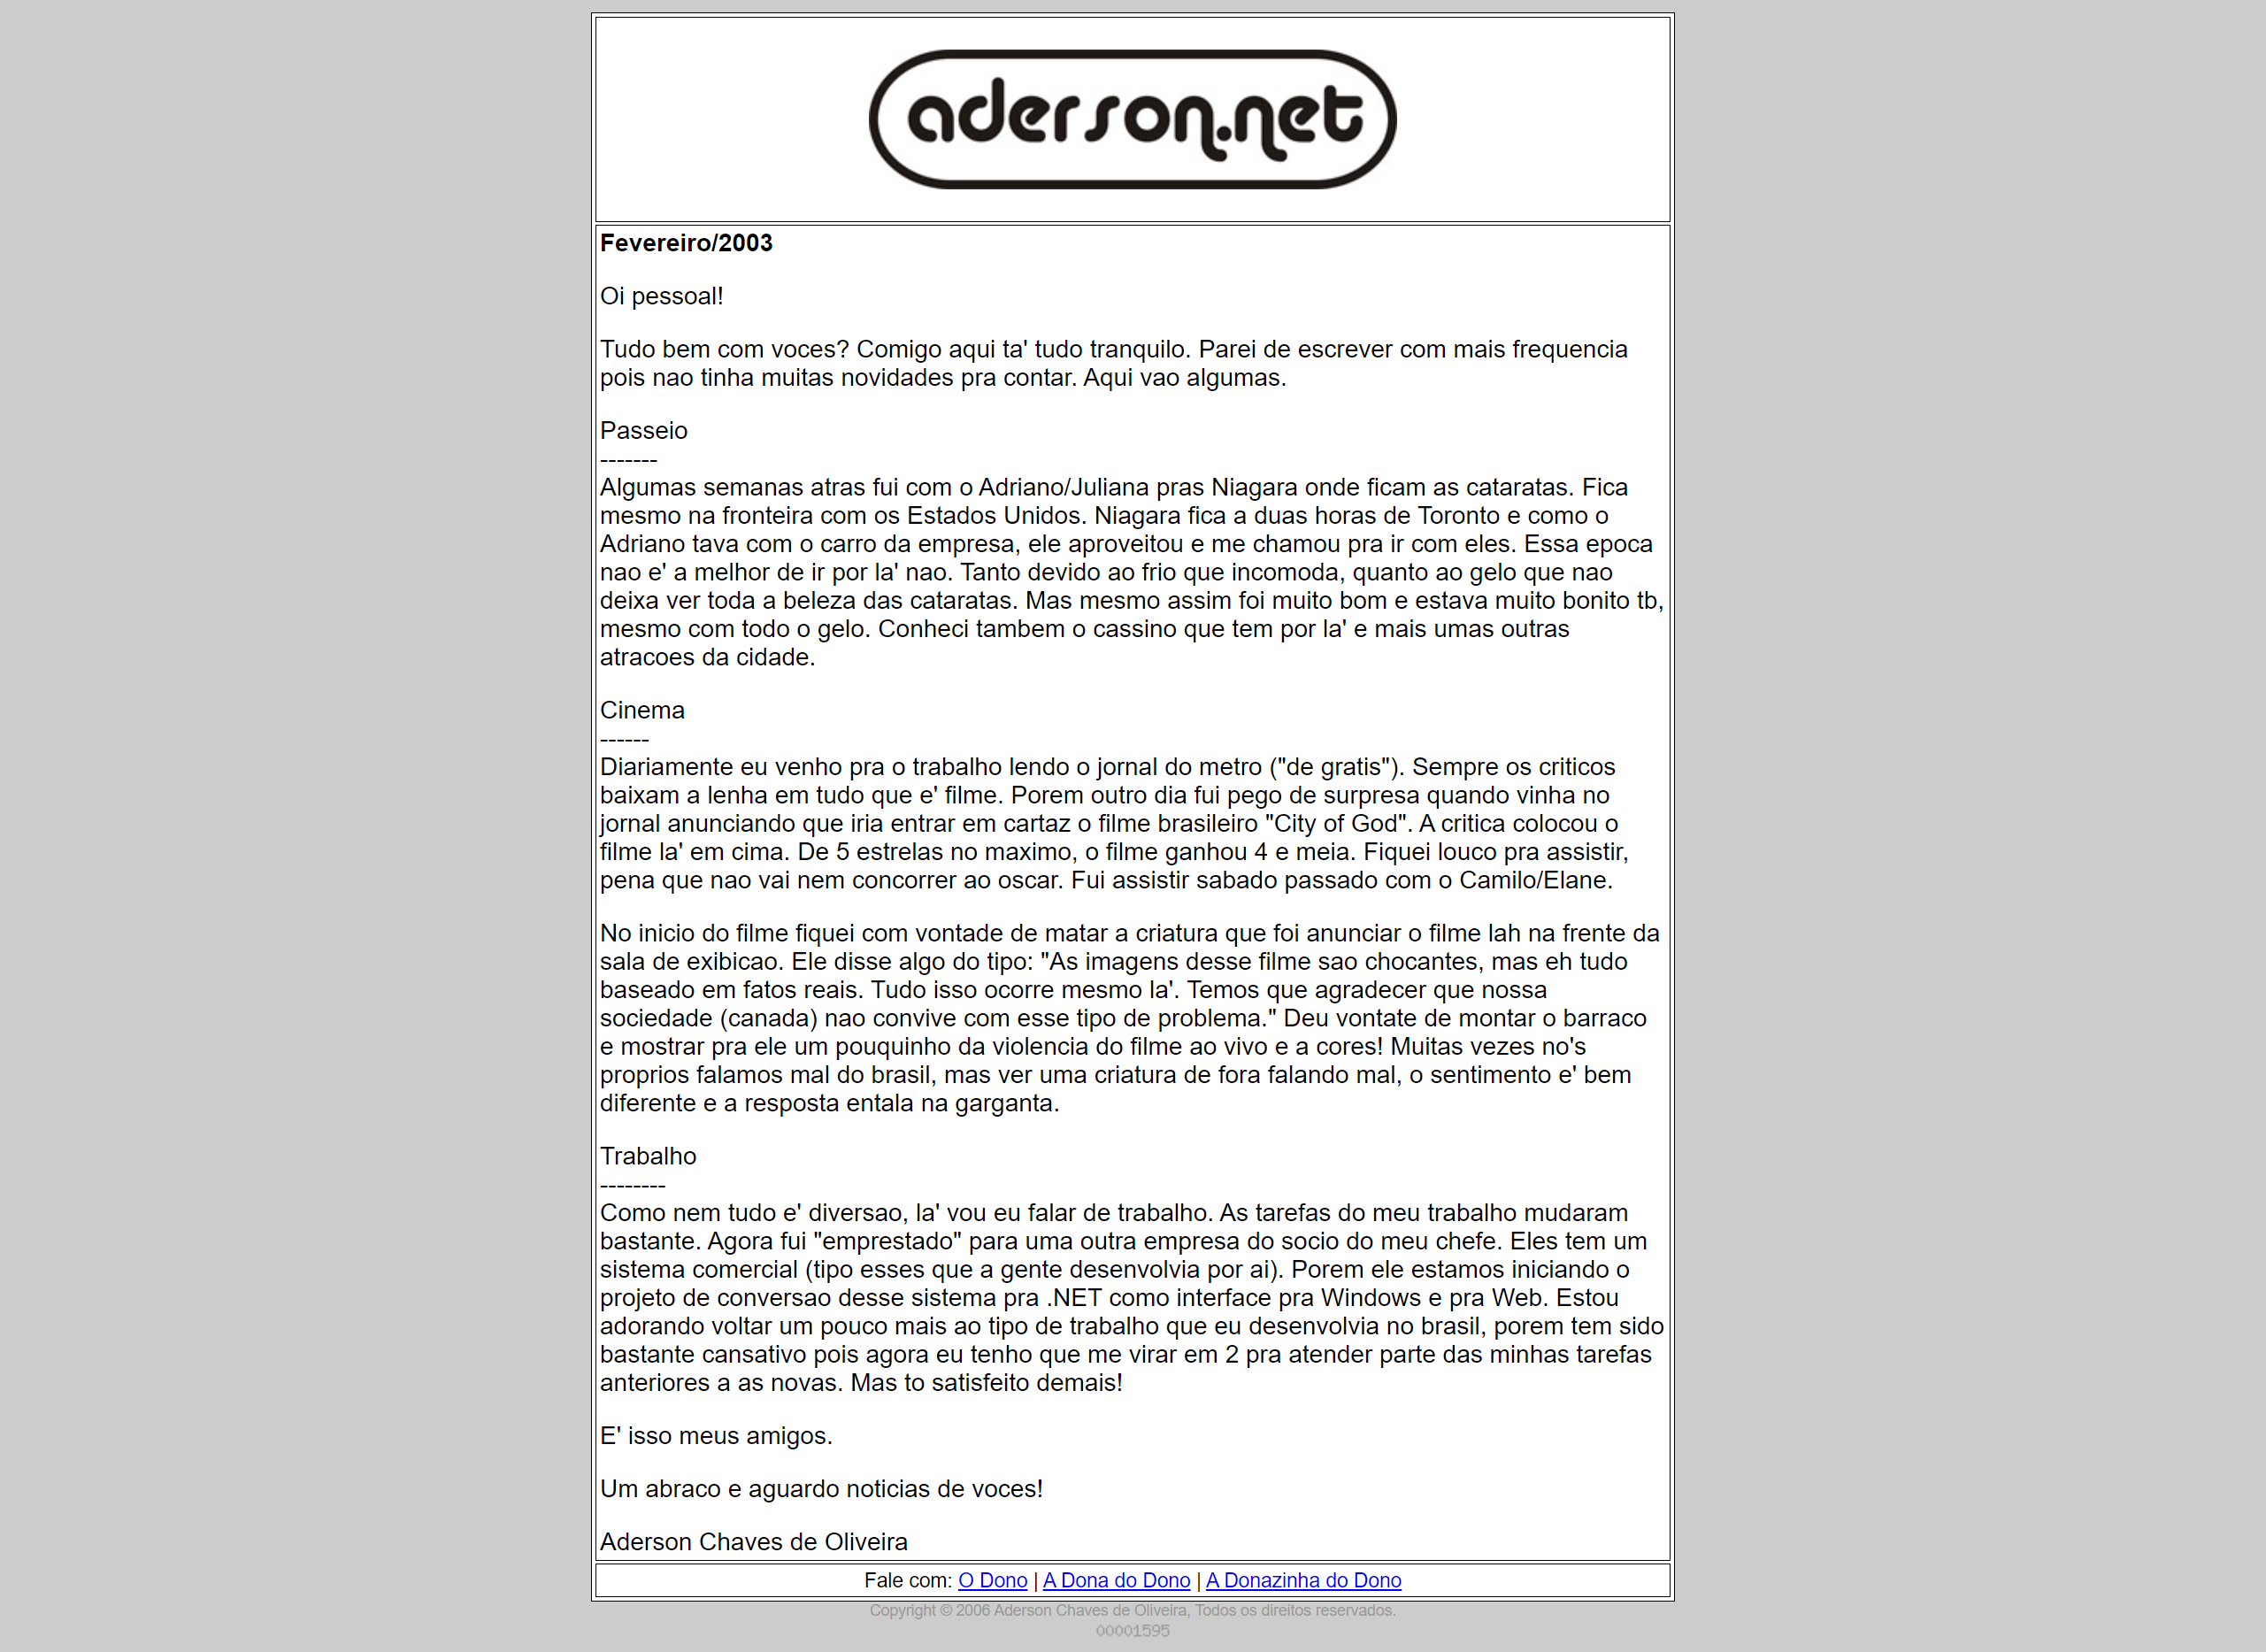 aderson.net
Fevereiro/2003
Oi pessoal!
Tudo bem com voces? Comigo aqui ta' tudo tranquilo. Parei de escrever com mais frequencia
pois nao tinha muitas novidades pra contar. Aqui vao algumas.
Passeio
-------
Algumas semanas atras fui com o Adriano/Juliana pras Niagara onde ficam as cataratas. Fica
mesmo na fronteira com os Estados Unidos. Niagara fica a duas horas de Toronto e como o
Adriano tava com o carro da empresa, ele aproveitou e me chamou pra ir com eles. Essa epoca
nao e' a melhor de ir por la' nao. Tanto devido ao frio que incomoda, quanto ao gelo que nao
deixa ver toda a beleza das cataratas. Mas mesmo assim foi muito bom e estava muito bonito tb,
mesmo com todo o gelo. Conheci tambem o cassino que tem por la' e mais umas outras
atracoes da cidade.
Cinema
------
Diariamente eu venho pra o trabalho lendo o jornal do metro ("de gratis"). Sempre os criticos
baixam a lenha em tudo que e' filme. Porem outro dia fui pego de surpresa quando vinha no
jornal anunciando que iria entrar em cartaz o filme brasileiro "City of God". A critica colocou o
filme la' em cima. De 5 estrelas no maximo, o filme ganhou 4 e meia. Fiquei louco pra assistir,
pena que nao vai nem concorrer ao oscar. Fui assistir sabado passado com o Camilo/Elane.
No inicio do filme fiquei com vontade de matar a criatura que foi anunciar o filme lah na frente da
sala de exibicao. Ele disse algo do tipo: "As imagens desse filme sao chocantes, mas eh tudo
baseado em fatos reais. Tudo isso ocorre mesmo la'. Temos que agradecer que nossa
sociedade (canada) nao convive com esse tipo de problema." Deu vontate de montar o barraco
e mostrar pra ele um pouquinho da violencia do filme ao vivo e a cores! Muitas vezes no's
proprios falamos mal do brasil, mas ver uma criatura de fora falando mal, o sentimento e' bem
diferente e a resposta entala na garganta.
Trabalho
--------
Como nem tudo e' diversao, la' vou eu falar de trabalho. As tarefas do meu trabalho mudaram
bastante. Agora fui "emprestado" para uma outra empresa do socio do meu chefe. Eles tem um
sistema comercial (tipo esses que a gente desenvolvia por ai). Porem ele estamos iniciando o
projeto de conversao desse sistema pra .NET como interface pra Windows e pra Web. Estou
adorando voltar um pouco mais ao tipo de trabalho que eu desenvolvia no brasil, porem tem sido
bastante cansativo pois agora eu tenho que me virar em 2 pra atender parte das minhas tarefas
anteriores a as novas. Mas to satisfeito demais!
E' isso meus amigos.
Um abraco e aguardo noticias de voces!
Aderson Chaves de Oliveira
Fale com: O Dono | A Dona do Dono | A Donazinha do Dono
Copyright © 2006 Aderson Chaves de Oliveira, Todos os direitos reservados.
00001595